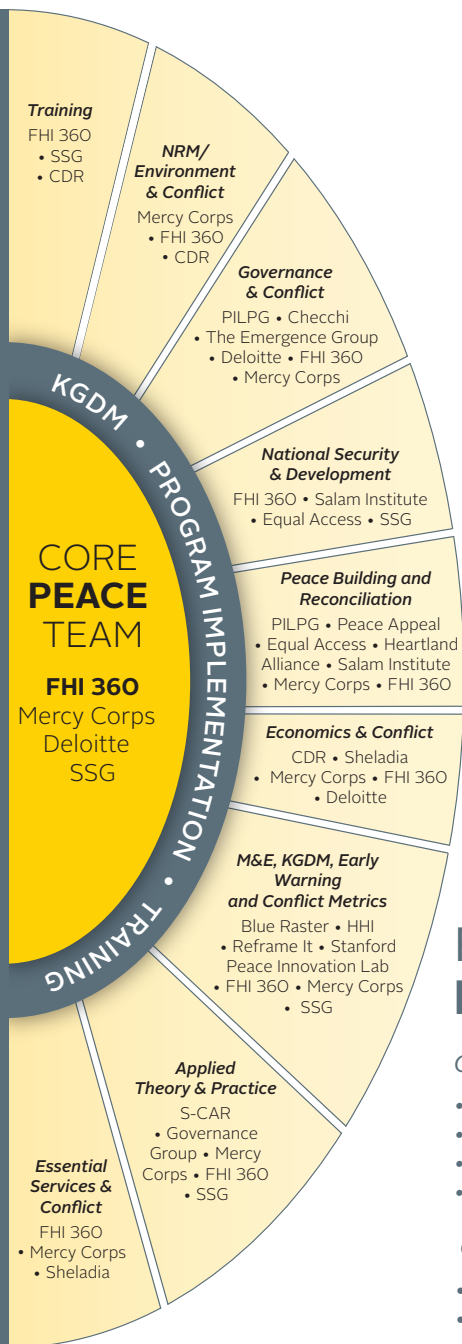 Training
FHI 360
• SSG
• CDR
NRM/
Environment
& Conflict
Mercy Corps
• FHI 360
• CDR
Governance
& Conflict
PILPG • Checchi
• The Emergence Group
• Deloitte • FHI 360
• Mercy Corps
National Security
& Development
FHI 360 • Salam Institute
• Equal Access • SSG
Peace Building and
Reconciliation
PILPG • Peace Appeal
• Equal Access • Heartland
Alliance • Salam Institute
• Mercy Corps • FHI 360
Economics & Conflict
CDR • Sheladia
• Mercy Corps • FHI 360
• Deloitte
M&E, KGDM, Early
Warning
and Conflict Metrics
Blue Raster • HHI
• Reframe It • Stanford
Peace Innovation Lab
• FHI 360 • Mercy Corps
• SSG
Applied
Theory & Practice
S-CAR
• Governance
Group • Mercy
Corps • FHI 360
• SSG
Essential
Services &
Conflict
FHI 360
• Mercy Corps
• Sheladia
KGDM • PROGRAM IMPLEMENTATION • TRAINING
CORE
PEACE
TEAM
FHI 360
Mercy Corps
Deloitte
SSG